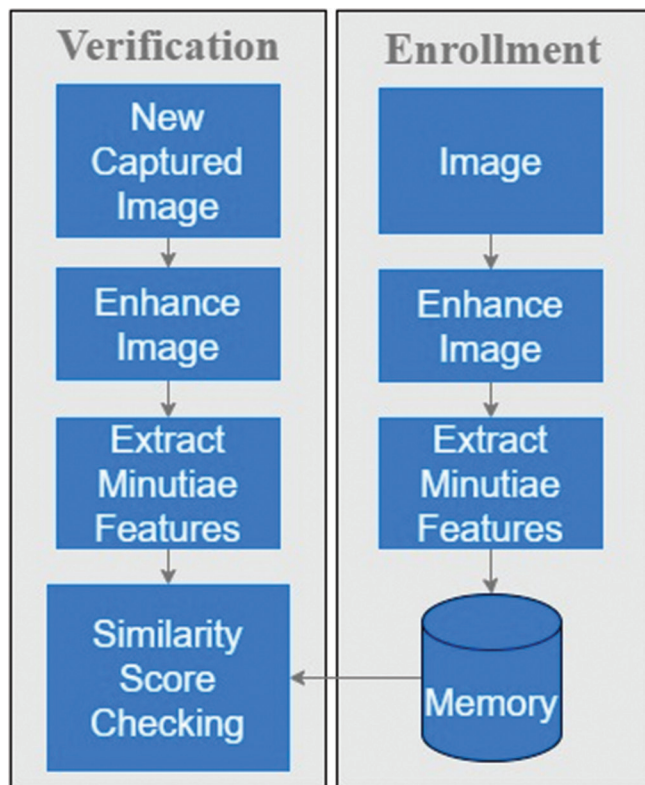 Verification
New
Captured
Image
Enhance
Image
Extract
Minutiae
Features
Similarity
Score
Checking
Enrollment
Image
Enhance
Image
Extract
Minutiae
Features
Memory